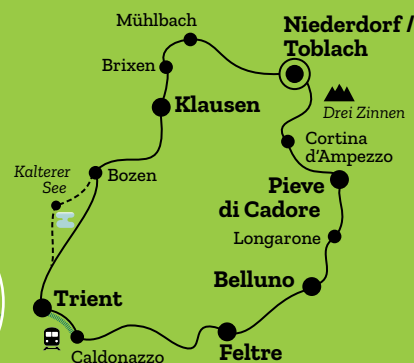 Mühlbach
Niederdorf /
Toblach
Brixen
Klausen
Drei Zinnen
Cortina
d'Ampezzo
Kalterer
See
Bozen
Pieve
di Cadore
Longarone
Belluno
Trient
Feltre
Caldonazzo